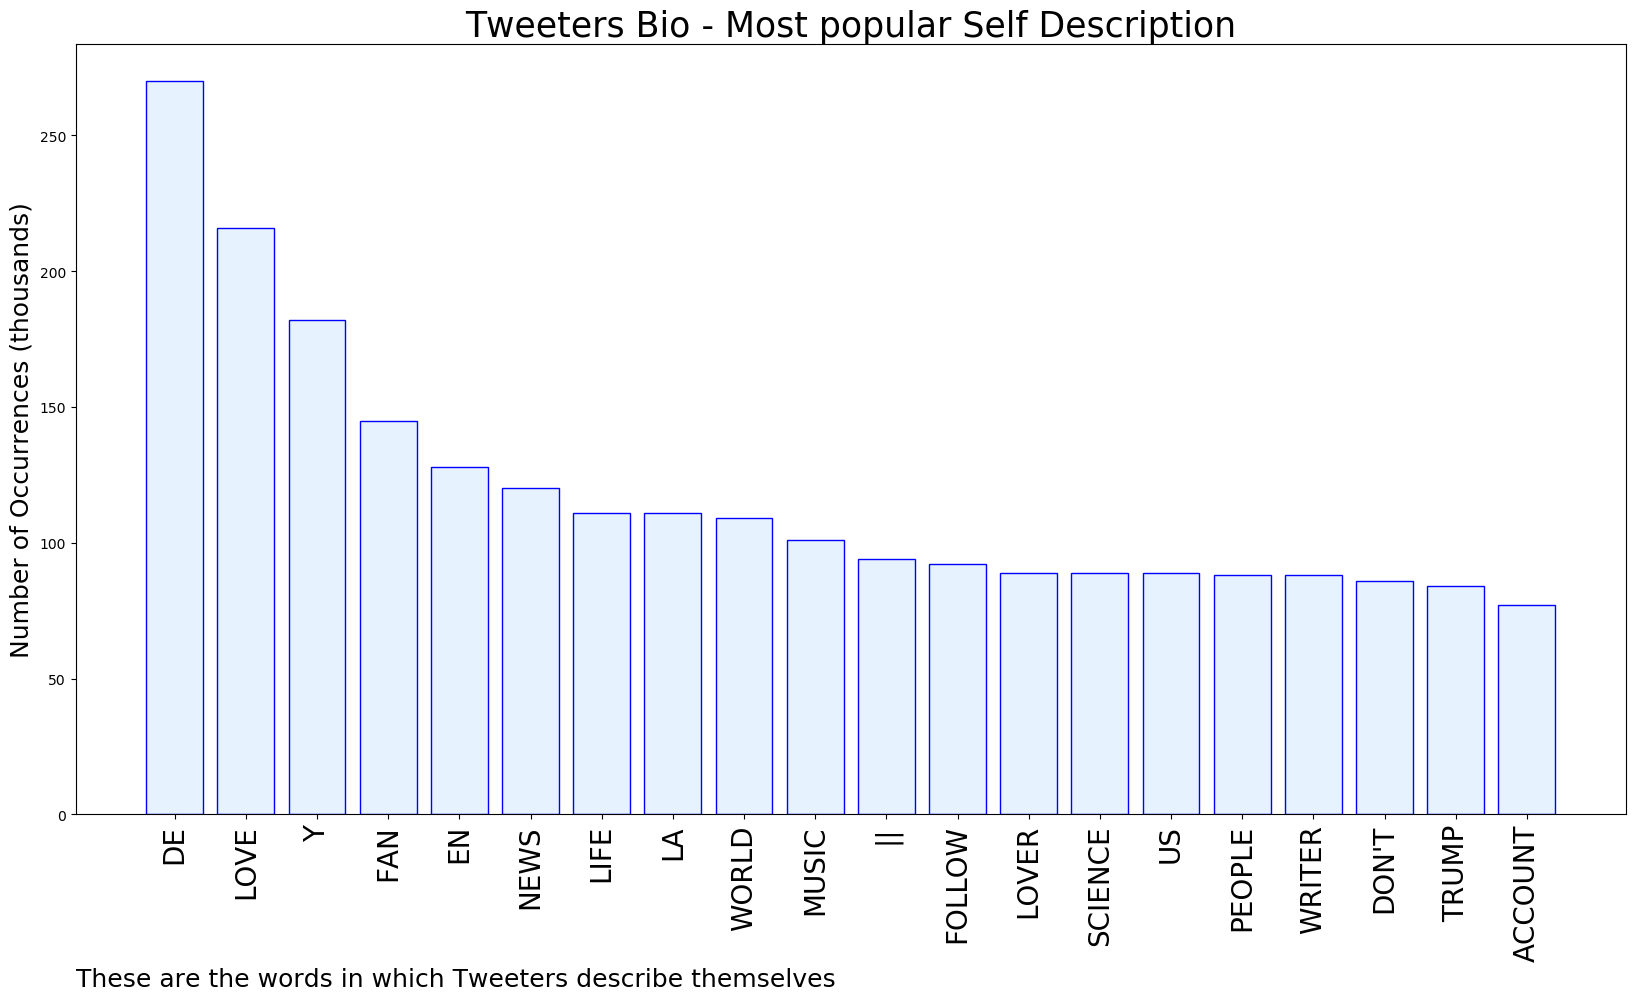 Tweeters Bio - Most popular Self Description
Number of Occurrences (thousands)
250
200
150
100
50
0
DE
LOVE
Y
FAN
EN
NEWS
LIFE
LA
WORLD
MUSIC
||
FOLLOW
LOVER
SCIENCE
US
PEOPLE
WRITER
DON'T
TRUMP
ACCOUNT
These are the words in which Tweeters describe themselves